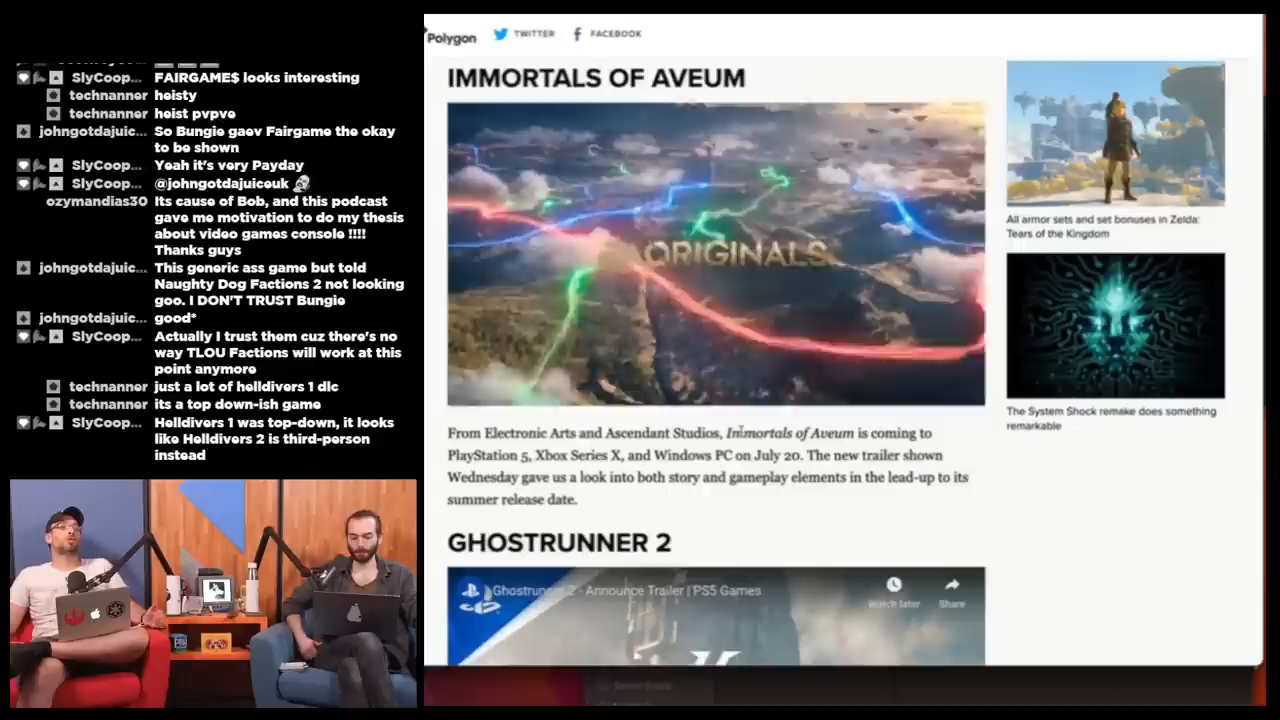 SlyCoop... FAIRGAME$ looks interesting
technanner heisty
technanner heist pvpve
johngotdajuic... So Bungie gaev Fairgame the okay
to be shown
SlyCoop... Yeah it's very Payday
SlyCoop... @johngotdajuiceuk
ozymandias30 Its cause of Bob, and this podcast
gave me motivation to do my thesis
about video games console !!!!
Thanks guys
johngotdajuic... This generic ass game but told
Naughty Dog Factions 2 not looking
goo. I DON'T TRUST Bungie
johngotdajuic... good*
SlyCoop... Actually I trust them cuz there's no
way TLOU Factions will work at this
point anymore
technanner just a lot of helldivers 1 dlc
technanner its a top down-ish game
SlyCoop... Helldivers 1 was top-down, it looks
like Helldivers 2 is third-person
instead
Polygon TWITTER FACEBOOK
IMMORTALS OF AVEUM
ORIGINALS
From Electronic Arts and Ascendant Studios, Immortals of Aveum is coming to
PlayStation 5, Xbox Series X, and Windows PC on July 20. The new trailer shown
Wednesday gave us a look into both story and gameplay elements in the lead-up to its
summer release date.
GHOSTRUNNER 2
Ghostrunner 2 - Announce Trailer | PS5 Games
Watch later Share
All armor sets and set bonuses in Zelda:
Tears of the Kingdom
The System Shock remake does something
remarkable